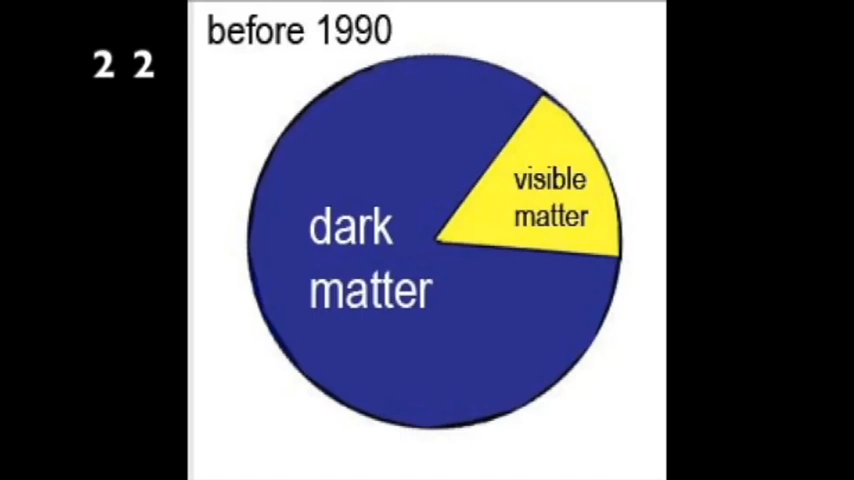 before 1990
2 2
visible
matter
dark
matter